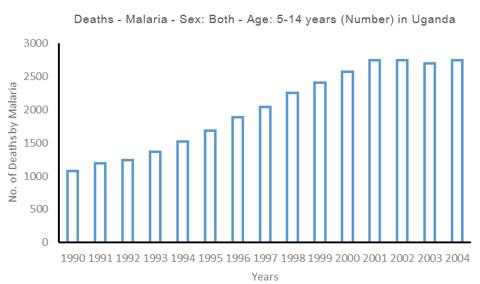 Deaths - Malaria - Sex: Both - Age: 5-14 years (Number) in Uganda
No. of Deaths by Malaria
3000
2500
2000
1500
1000
500
0
1990 1991 1992 1993 1994 1995 1996 1997 1998 1999 2000 2001 2002 2003 2004
Years